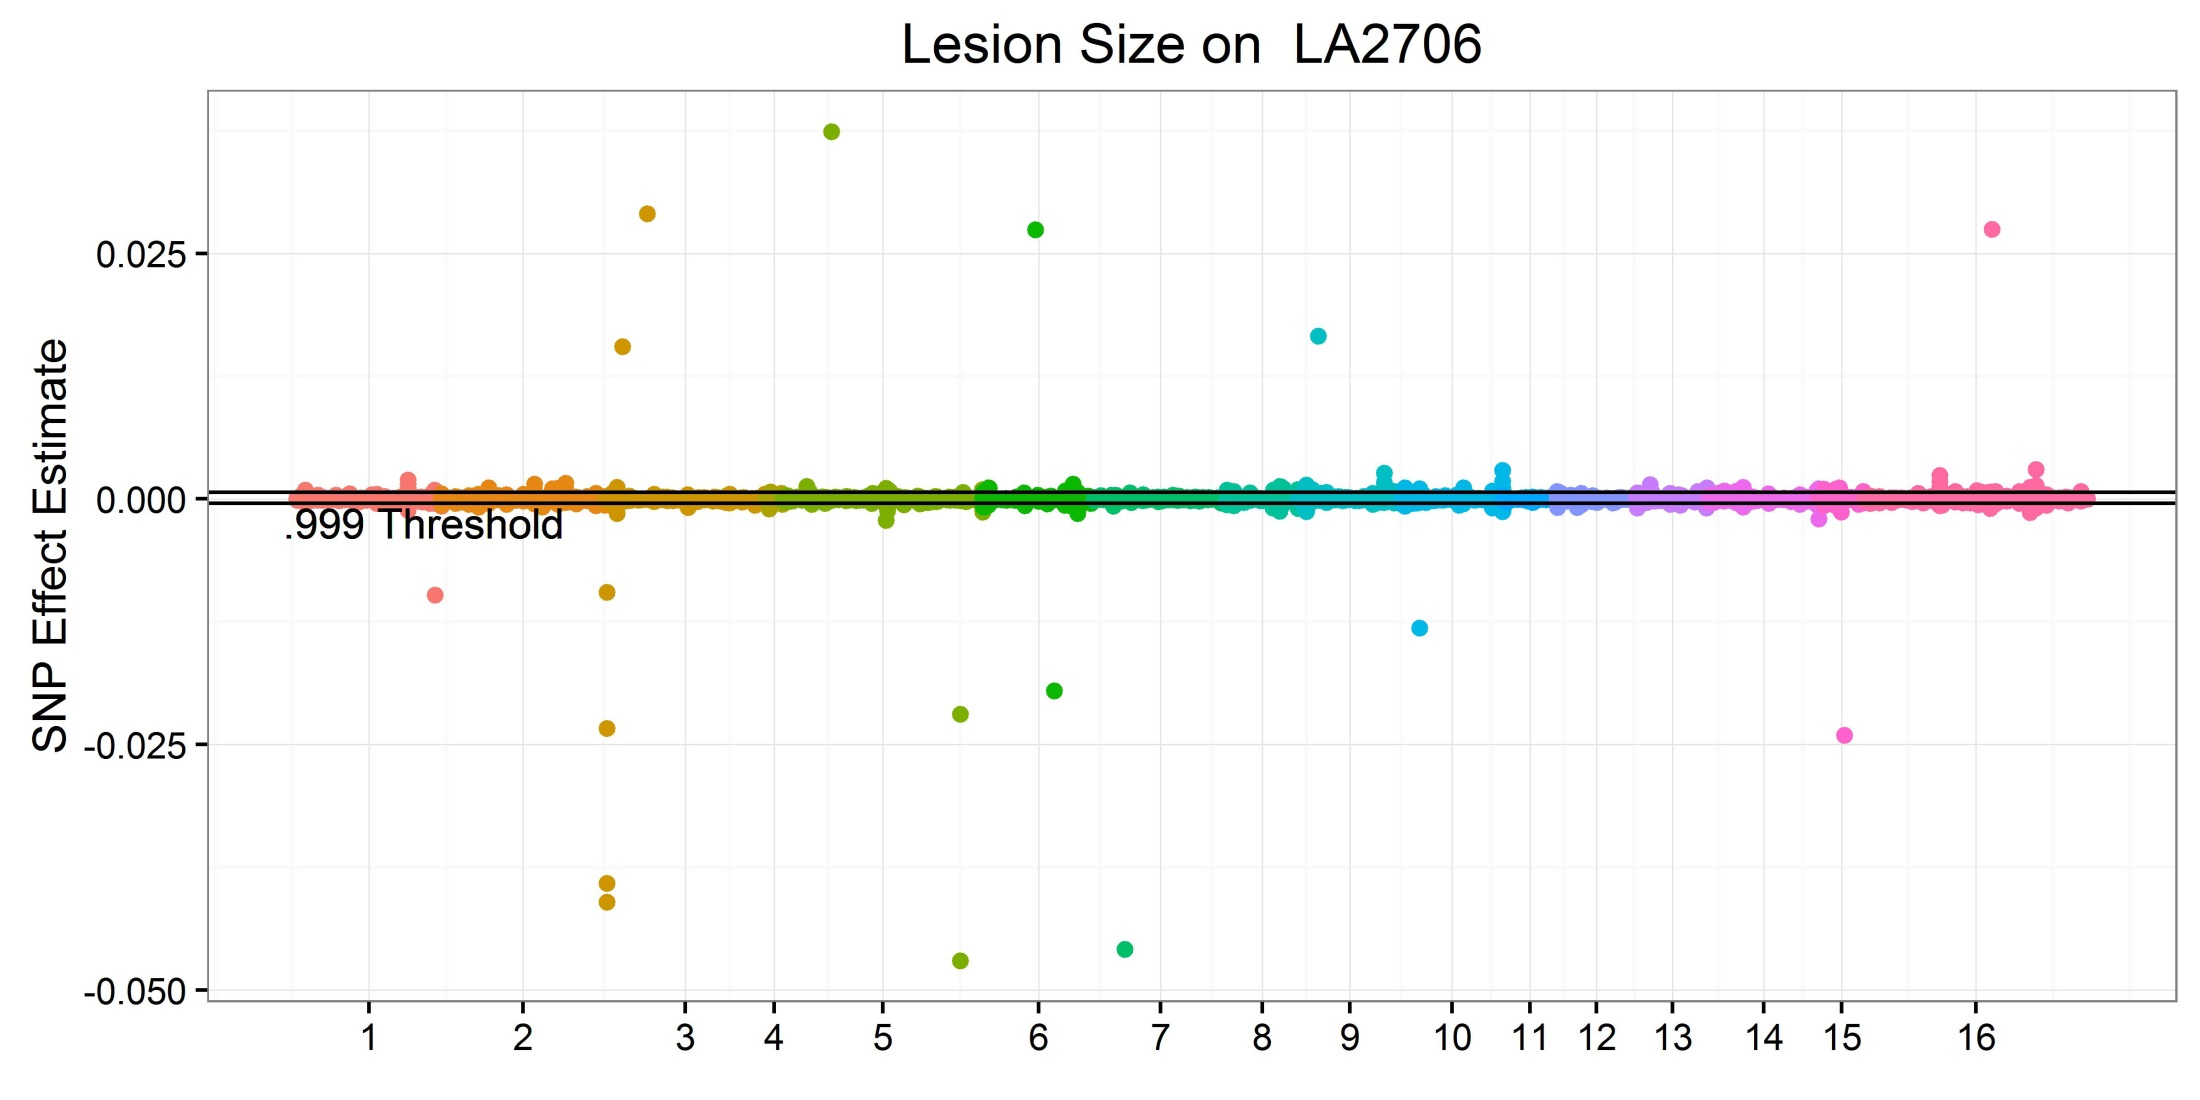 Lesion Size on  LA2706
SNP Effect Estimate
0.025
0.000
-0.025
-0.050
.999 Threshold
1 2 3 4 5 6 7 8 9 10 11 12 13 14 15 16